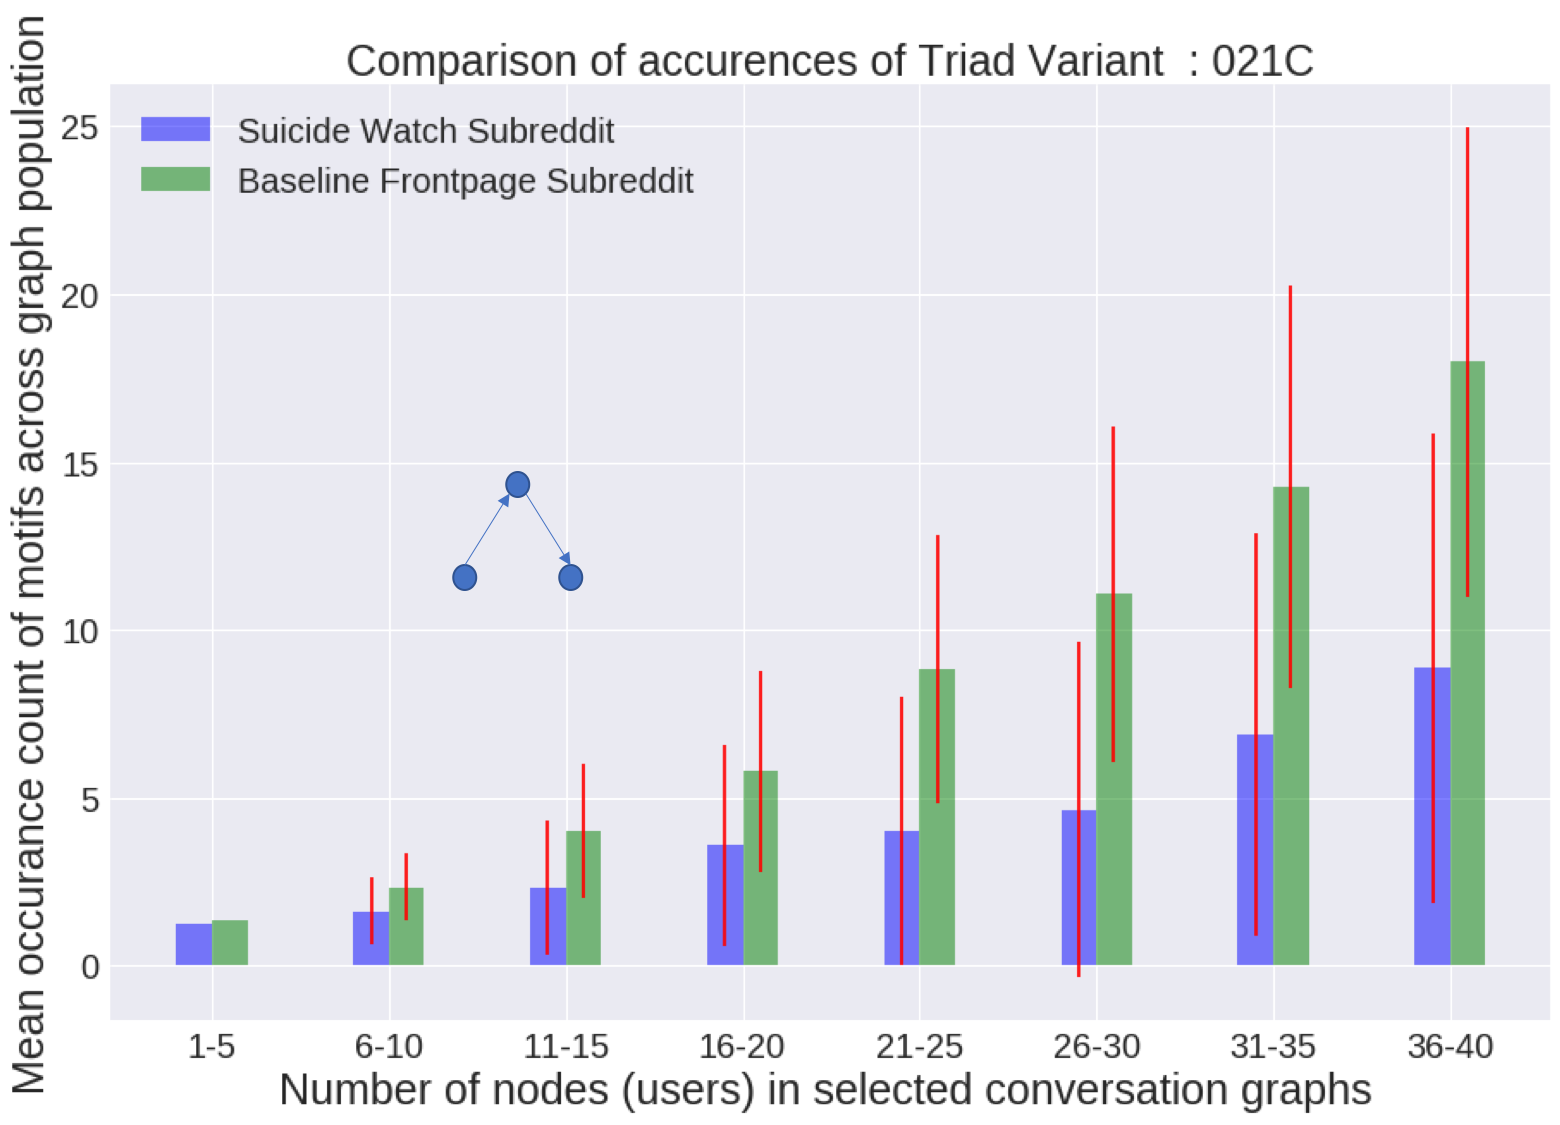 Comparison of accurences of Triad Variant : 021C
Suicide Watch Subreddit
Baseline Frontpage Subreddit
Mean occurance count of motifs across graph population
25
20
15
10
5
0
1-5 6-10 11-15 16-20 21-25 26-30 31-35 36-40
Number of nodes (users) in selected conversation graphs